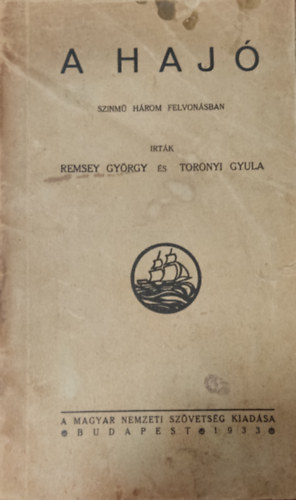 A HAJÓ
SZINMŰ HÁROM FELVONÁSBAN
IRTÁK
REMSEY GYÖRGY ÉS TORONYI GYULA
A MAGYAR NEMZETI SZÖVETSÉG KIADÁSA
BUDAPEST 1933